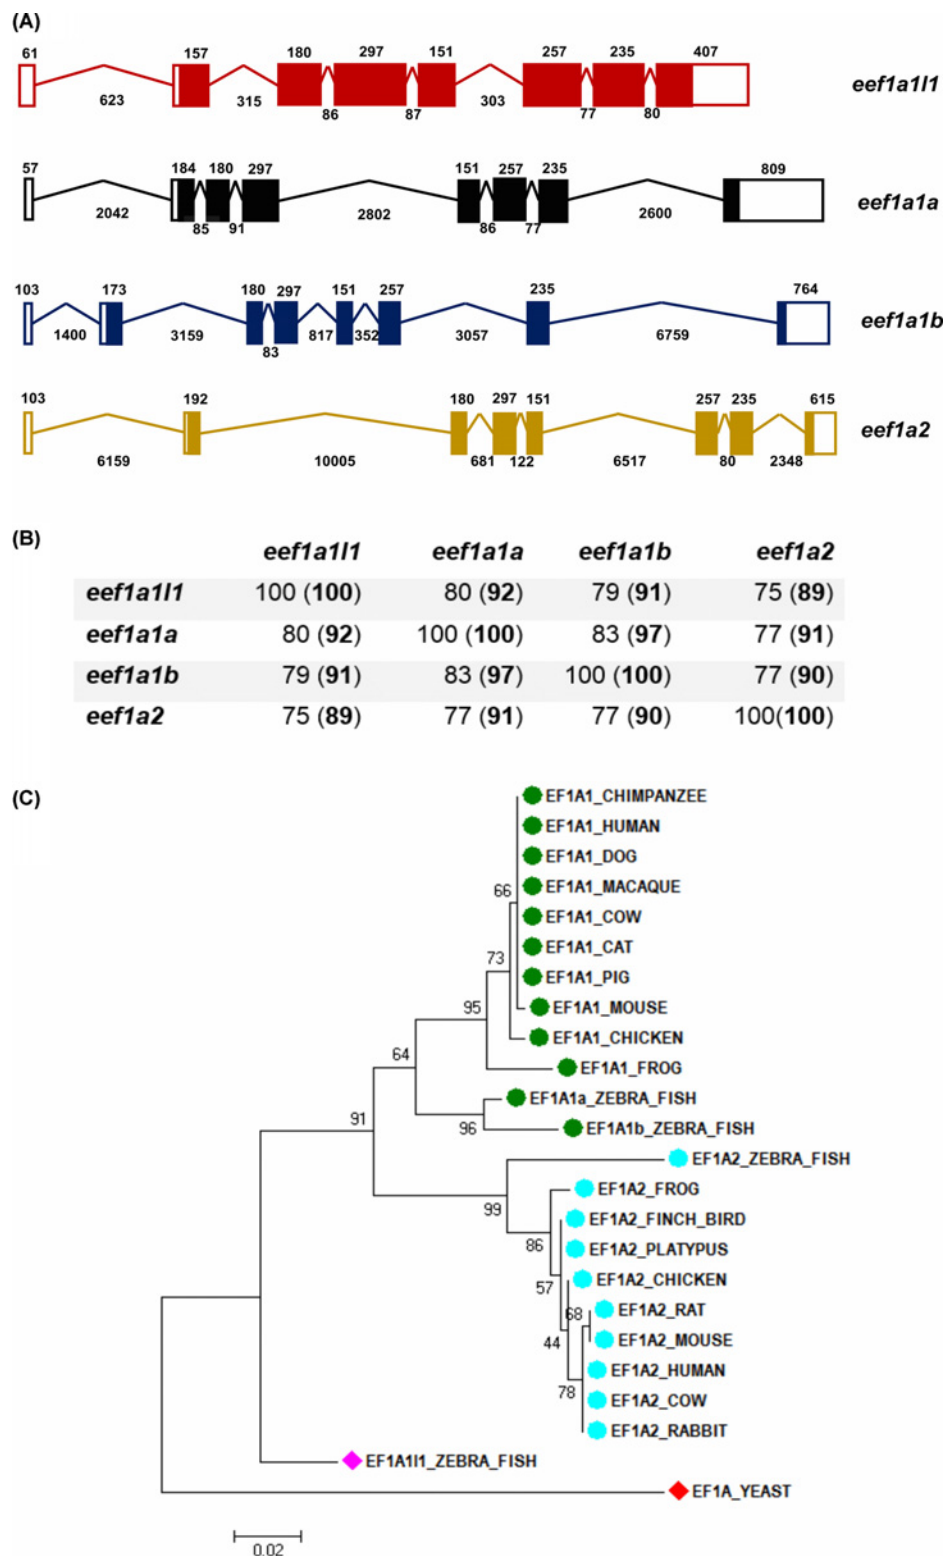 (A)
61 157 180 297 151 257 235 407
eef1a1l1
623 315 86 87 303 77 80
57 184 180 297 151 257 235 809
eef1a1a
2042 85 91 2802 86 77 2600
103 173 180 297 151 257 235 764
eef1a1b
1400 3159 83 817 352 3057 6759
103 192 180 297 151 257 235 615
eef1a2
6159 10005 681 122 6517 80 2348
(B)
eef1a1l1 eef1a1a eef1a1b eef1a2
eef1a1l1 100 (100) 80 (92) 79 (91) 75 (89)
eef1a1a 80 (92) 100 (100) 83 (97) 77 (91)
eef1a1b 79 (91) 83 (97) 100 (100) 77 (90)
eef1a2 75 (89) 77 (91) 77 (90) 100(100)
(C)
EF1A1_CHIMPANZEE
EF1A1_HUMAN
EF1A1_DOG
66 EF1A1_MACAQUE
EF1A1_COW
73 EF1A1_CAT
EF1A1_PIG
95 EF1A1_MOUSE
EF1A1_CHICKEN
64 EF1A1_FROG
EF1A1a_ZEBRA_FISH
91 96 EF1A1b_ZEBRA_FISH
EF1A2_ZEBRA_FISH
EF1A2_FROG
99 EF1A2_FINCH_BIRD
86 EF1A2_PLATYPUS
57 EF1A2_CHICKEN
68 EF1A2_RAT
44 EF1A2_MOUSE
EF1A2_HUMAN
78 EF1A2_COW
EF1A2_RABBIT
EF1A1l1_ZEBRA_FISH
EF1A_YEAST
0.02